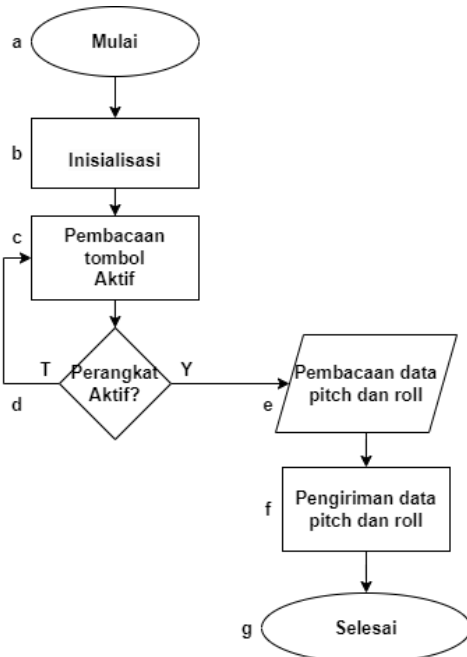 a
Mulai
b
Inisialisasi
c
Pembacaan
tombol
Aktif
T
Perangkat
Aktif?
Y
d
Pembacaan data
pitch dan roll
e
Pengiriman data
pitch dan roll
f
Selesai
g